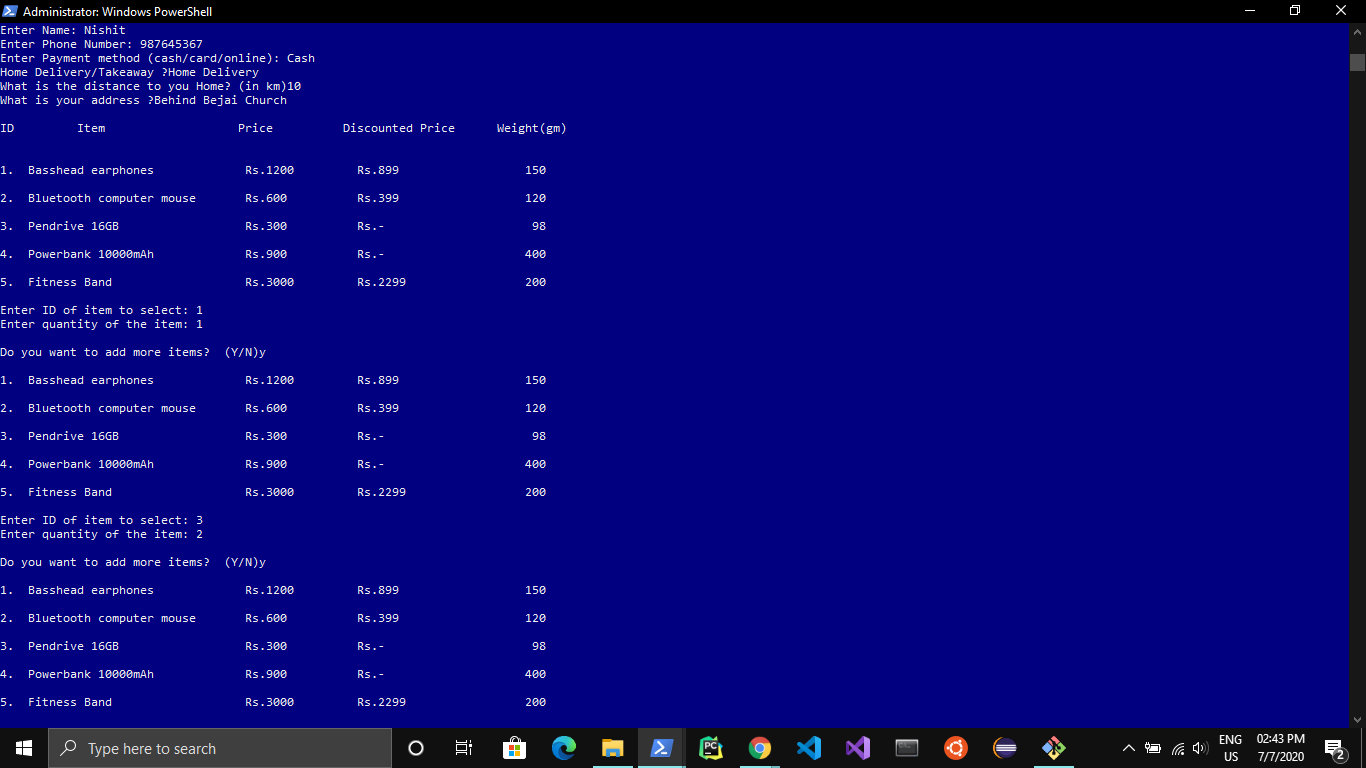 Administrator: Windows PowerShell
Enter Name: Nishit
Enter Phone Number: 987645367
Enter Payment method (cash/card/online): Cash
Home Delivery/Takeaway ?Home Delivery
What is the distance to you Home? (in km)10
What is your address ?Behind Bejai Church
ID Item Price Discounted Price Weight(gm)
1. Basshead earphones Rs.1200 Rs.899 150
2. Bluetooth computer mouse Rs.600 Rs.399 120
3. Pendrive 16GB Rs.300 Rs.- 98
4. Powerbank 10000mAh Rs.900 Rs.- 400
5. Fitness Band Rs.3000 Rs.2299 200
Enter ID of item to select: 1
Enter quantity of the item: 1
Do you want to add more items?  (Y/N)y
1. Basshead earphones Rs.1200 Rs.899 150
2. Bluetooth computer mouse Rs.600 Rs.399 120
3. Pendrive 16GB Rs.300 Rs.- 98
4. Powerbank 10000mAh Rs.900 Rs.- 400
5. Fitness Band Rs.3000 Rs.2299 200
Enter ID of item to select: 3
Enter quantity of the item: 2
Do you want to add more items?  (Y/N)y
1. Basshead earphones Rs.1200 Rs.899 150
2. Bluetooth computer mouse Rs.600 Rs.399 120
3. Pendrive 16GB Rs.300 Rs.- 98
4. Powerbank 10000mAh Rs.900 Rs.- 400
5. Fitness Band Rs.3000 Rs.2299 200
Type here to search
PC
ENG
US
02:43 PM
7/7/2020
2